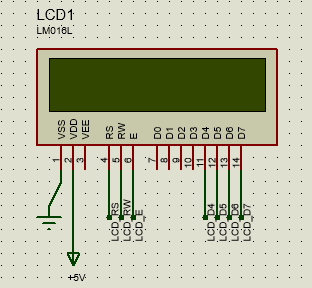 LCD1
LM016L
VSS
VDD
VEE
RS
RW
E
D0
D1
D2
D3
D4
D5
D6
D7
1
2
3
4
5
6
7
8
9
10
11
12
13
14
LCD_RS
LCD_RW
LCD_E
LCD_D4
LCD_D5
LCD_D6
LCD_D7
+5V